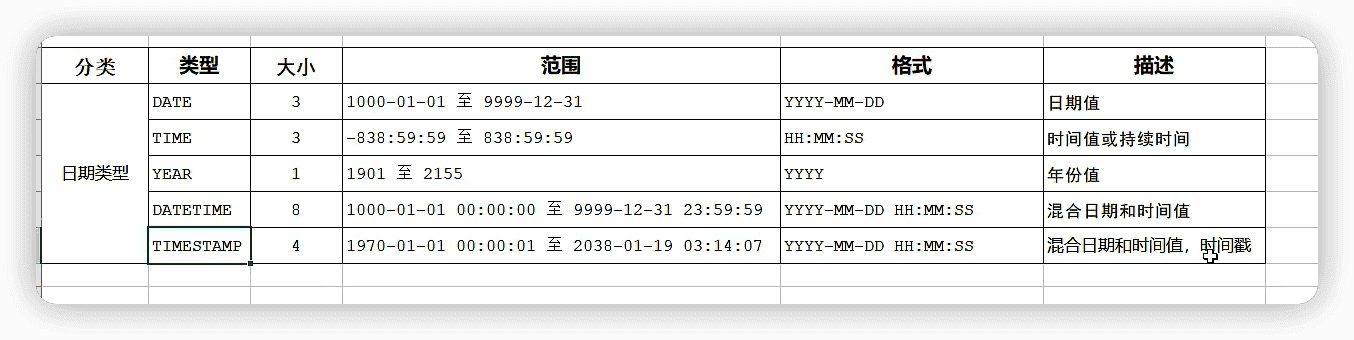 分类 类型 大小 范围 格式 描述
DATE 3 1000-01-01 至 9999-12-31 YYYY-MM-DD 日期值
TIME 3 -838:59:59 至 838:59:59 HH:MM:SS 时间值或持续时间
日期类型 YEAR 1 1901 至 2155 YYYY 年份值
DATETIME 8 1000-01-01 00:00:00 至 9999-12-31 23:59:59 YYYY-MM-DD HH:MM:SS 混合日期和时间值
TIMESTAMP 4 1970-01-01 00:00:01 至 2038-01-19 03:14:07 YYYY-MM-DD HH:MM:SS 混合日期和时间值，时间戳